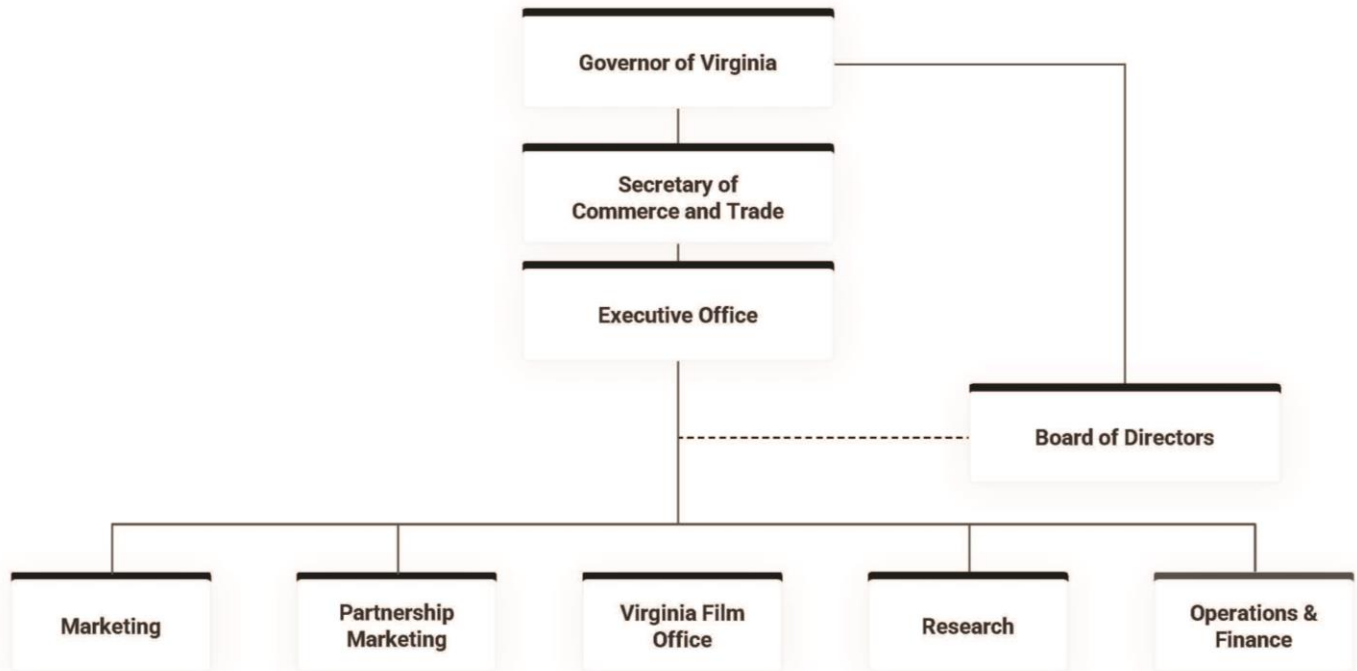 Governor of Virginia
Secretary of
Commerce and Trade
Executive Office
Board of Directors
Marketing
Partnership
Marketing
Virginia Film
Office
Research
Operations &
Finance